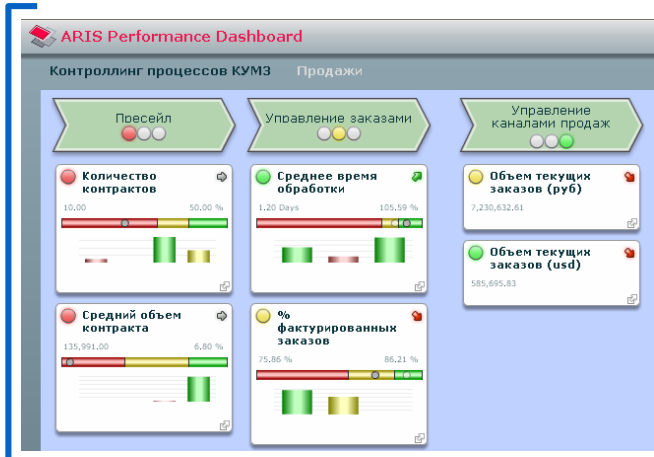 ARIS Performance Dashboard
Контроллинг процессов КУМЗ Продажи
Пресейл
Управление заказами
Управление
каналами продаж
Количество
контрактов
10.00 50.00 %
Среднее время
обработки
1.20 Days 105.59 %
Объем текущих
заказов (руб)
7,230,632.61
Объем текущих
заказов (usd)
585,695.83
Средний объем
контракта
135,991.00 6.80 %
%
фактурированных
заказов
75.86 % 86.21 %